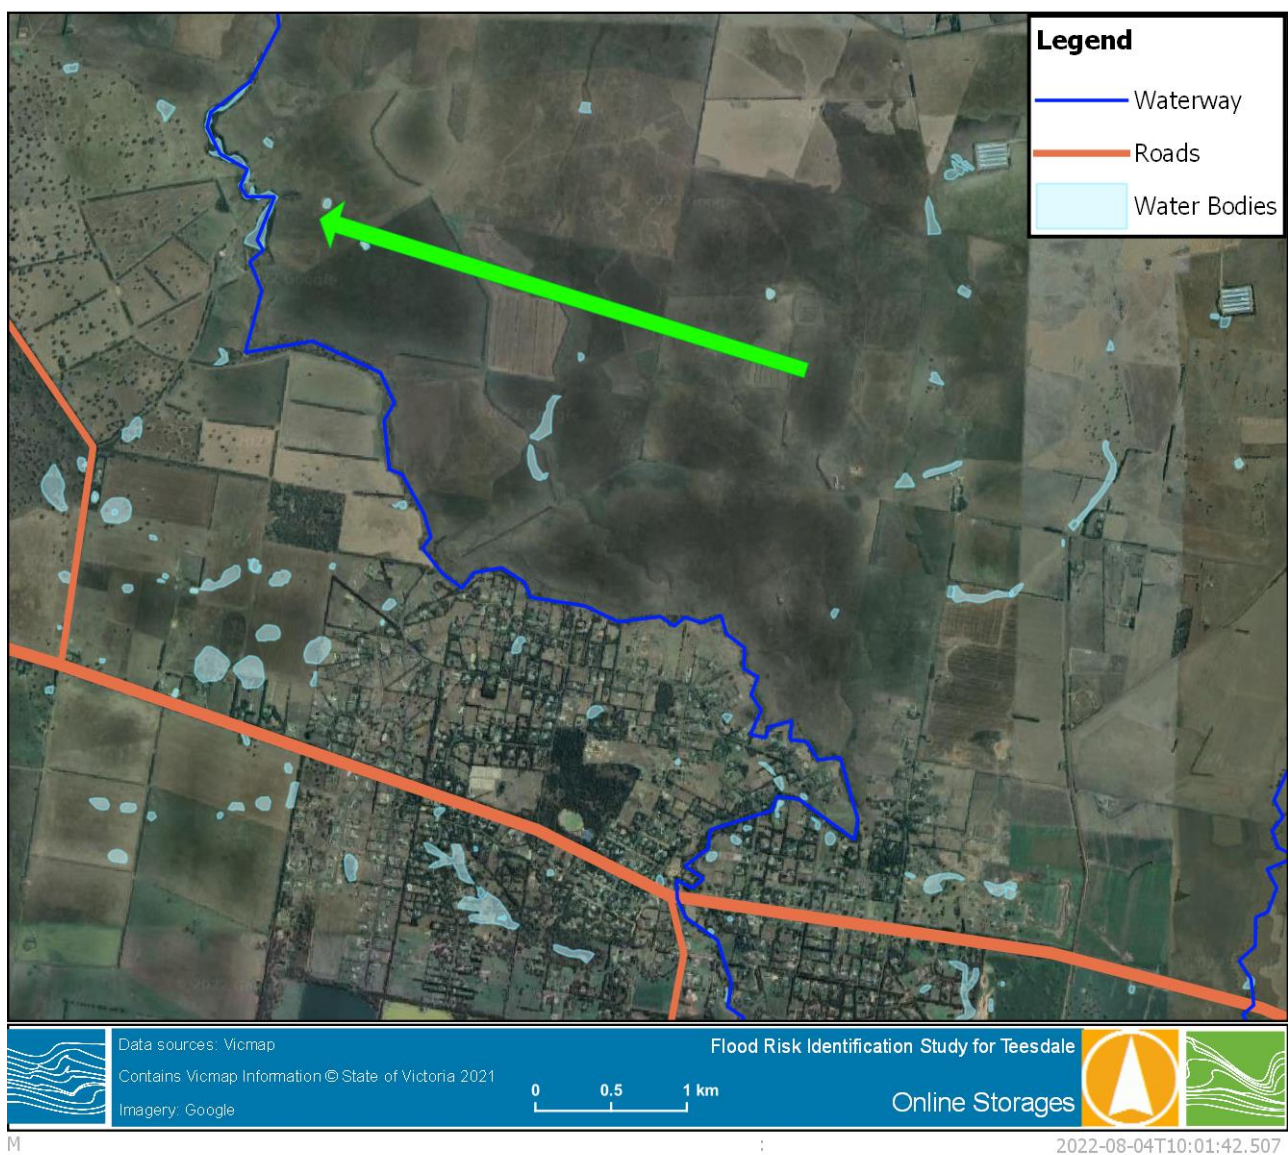 Legend
Waterway
Roads
Water Bodies
Data sources: Vicmap
Contains Vicmap Information © State of Victoria 2021
Imagery: Google
0 0.5 1 km
Flood Risk Identification Study for Teesdale
Online Storages
M : 2022-08-04T10:01:42.507